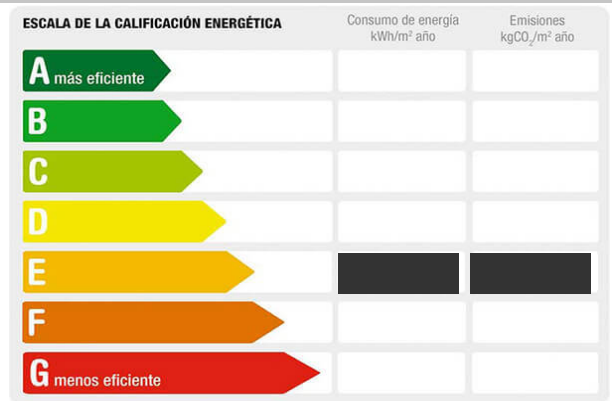 ESCALA DE LA CALIFICACIÓN ENERGÉTICA
Consumo de energía
kWh/m² año
Emisiones
kgCO₂/m² año
A más eficiente
B
C
D
E
F
G menos eficiente